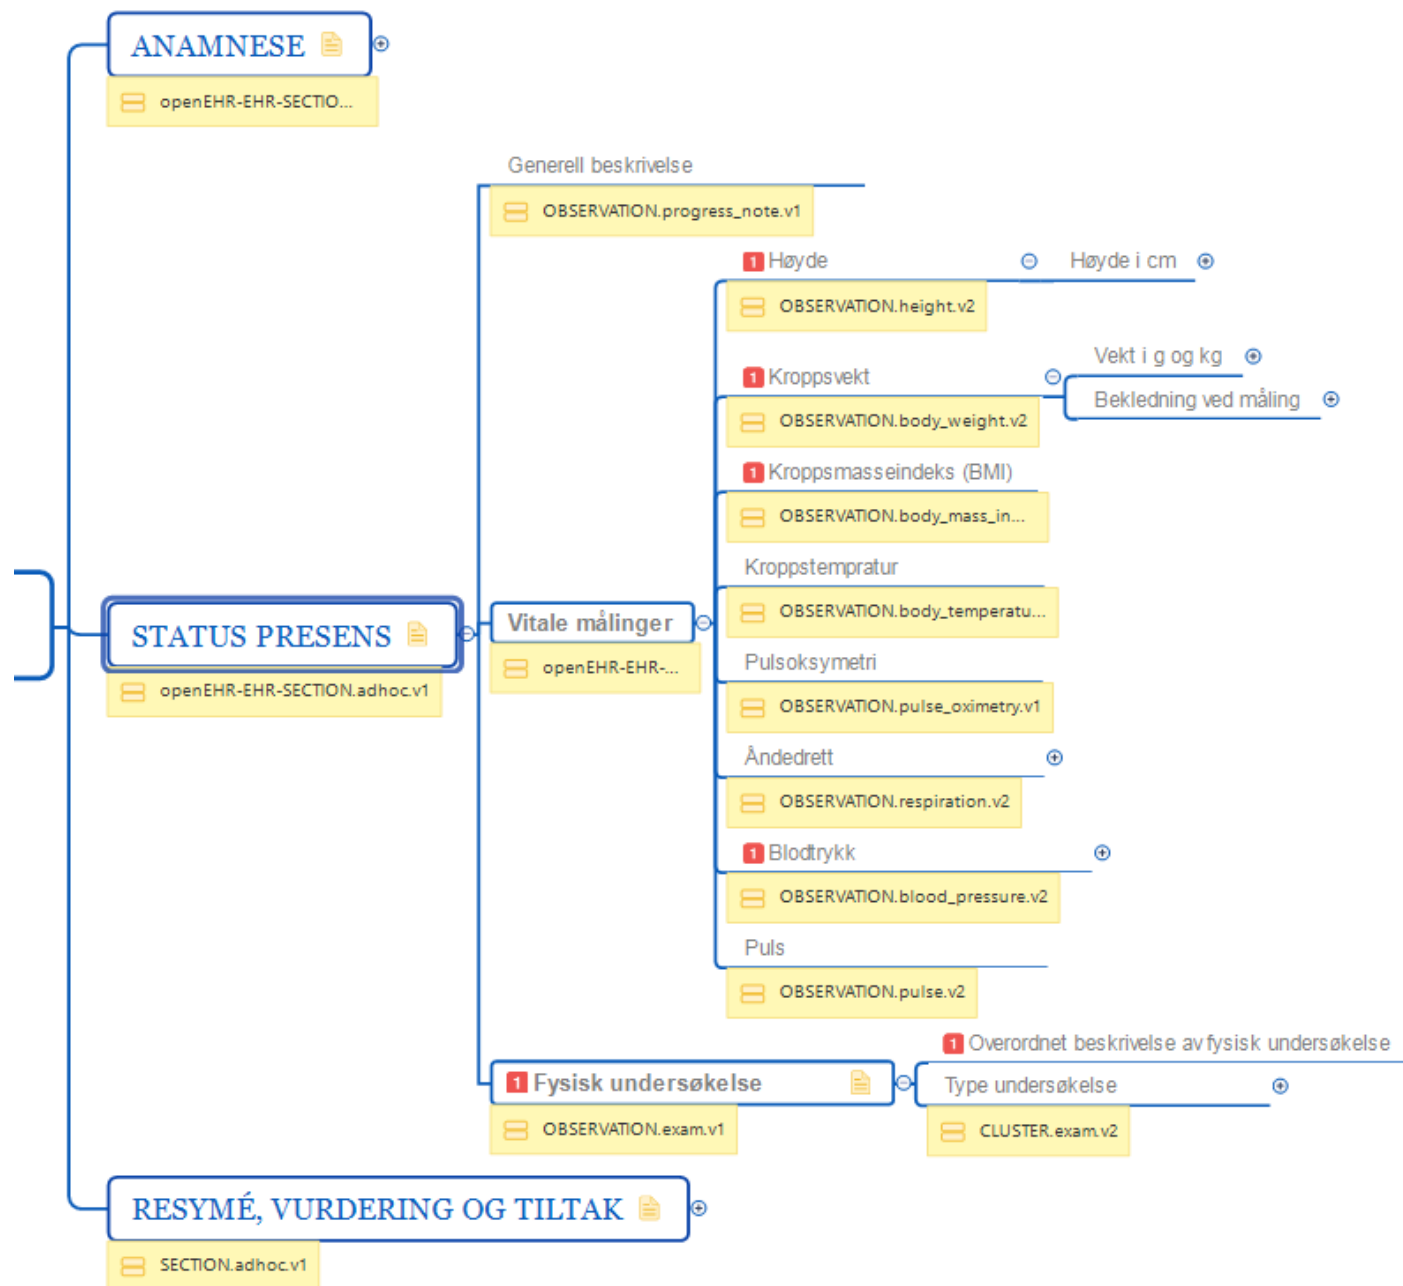 ANAMNESE
openEHR-EHR-SECTIO...
Generell beskrivelse
OBSERVATION.progress_note.v1
1 Høyde
Høyde i cm
OBSERVATION.height.v2
Vekt i g og kg
1 Kroppsvekt
Bekledning ved måling
OBSERVATION.body_weight.v2
1 Kroppsmasseindeks (BMI)
OBSERVATION.body_mass_in...
Kroppstempratur
OBSERVATION.body_temperatu...
STATUS PRESENS
openEHR-EHR-SECTION.adhoc.v1
Vitale målinger
openEHR-EHR-...
Pulsoksymetri
OBSERVATION.pulse_oximetry.v1
Åndedrett
OBSERVATION.respiration.v2
1 Blodtrykk
OBSERVATION.blood_pressure.v2
Puls
OBSERVATION.pulse.v2
1 Fysisk undersøkelse
OBSERVATION.exam.v1
1 Overordnet beskrivelse av fysisk undersøkelse
Type undersøkelse
CLUSTER.exam.v2
RESYMÉ, VURDERING OG TILTAK
SECTION.adhoc.v1